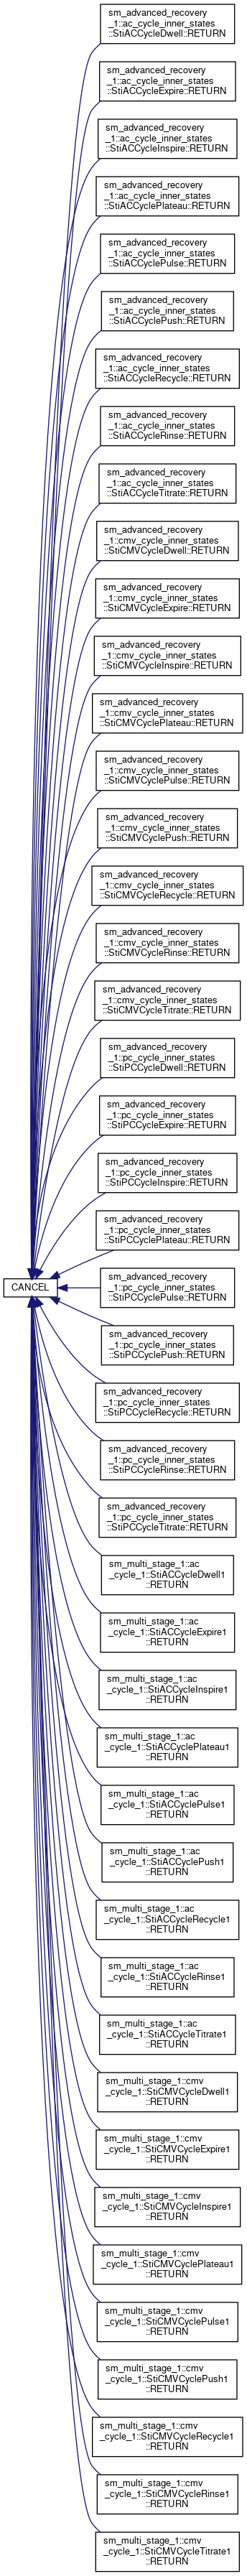 sm_advanced_recovery
_1::ac_cycle_inner_states
::StiACCycleDwell::RETURN
sm_advanced_recovery
_1::ac_cycle_inner_states
::StiACCycleExpire::RETURN
sm_advanced_recovery
_1::ac_cycle_inner_states
::StiACCycleInspire::RETURN
sm_advanced_recovery
_1::ac_cycle_inner_states
::StiACCyclePlateau::RETURN
sm_advanced_recovery
_1::ac_cycle_inner_states
::StiACCyclePulse::RETURN
sm_advanced_recovery
_1::ac_cycle_inner_states
::StiACCyclePush::RETURN
sm_advanced_recovery
_1::ac_cycle_inner_states
::StiACCycleRecycle::RETURN
sm_advanced_recovery
_1::ac_cycle_inner_states
::StiACCycleRinse::RETURN
sm_advanced_recovery
_1::ac_cycle_inner_states
::StiACCycleTitrate::RETURN
sm_advanced_recovery
_1::cmv_cycle_inner_states
::StiCMVCycleDwell::RETURN
sm_advanced_recovery
_1::cmv_cycle_inner_states
::StiCMVCycleExpire::RETURN
sm_advanced_recovery
_1::cmv_cycle_inner_states
::StiCMVCycleInspire::RETURN
sm_advanced_recovery
_1::cmv_cycle_inner_states
::StiCMVCyclePlateau::RETURN
sm_advanced_recovery
_1::cmv_cycle_inner_states
::StiCMVCyclePulse::RETURN
sm_advanced_recovery
_1::cmv_cycle_inner_states
::StiCMVCyclePush::RETURN
sm_advanced_recovery
_1::cmv_cycle_inner_states
::StiCMVCycleRecycle::RETURN
sm_advanced_recovery
_1::cmv_cycle_inner_states
::StiCMVCycleRinse::RETURN
sm_advanced_recovery
_1::cmv_cycle_inner_states
::StiCMVCycleTitrate::RETURN
sm_advanced_recovery
_1::pc_cycle_inner_states
::StiPCCycleDwell::RETURN
sm_advanced_recovery
_1::pc_cycle_inner_states
::StiPCCycleExpire::RETURN
sm_advanced_recovery
_1::pc_cycle_inner_states
::StiPCCycleInspire::RETURN
sm_advanced_recovery
_1::pc_cycle_inner_states
::StiPCCyclePlateau::RETURN
CANCEL
sm_advanced_recovery
_1::pc_cycle_inner_states
::StiPCCyclePulse::RETURN
sm_advanced_recovery
_1::pc_cycle_inner_states
::StiPCCyclePush::RETURN
sm_advanced_recovery
_1::pc_cycle_inner_states
::StiPCCycleRecycle::RETURN
sm_advanced_recovery
_1::pc_cycle_inner_states
::StiPCCycleRinse::RETURN
sm_advanced_recovery
_1::pc_cycle_inner_states
::StiPCCycleTitrate::RETURN
sm_multi_stage_1::ac
_cycle_1::StiACCycleDwell1
::RETURN
sm_multi_stage_1::ac
_cycle_1::StiACCycleExpire1
::RETURN
sm_multi_stage_1::ac
_cycle_1::StiACCycleInspire1
::RETURN
sm_multi_stage_1::ac
_cycle_1::StiACCyclePlateau1
::RETURN
sm_multi_stage_1::ac
_cycle_1::StiACCyclePulse1
::RETURN
sm_multi_stage_1::ac
_cycle_1::StiACCyclePush1
::RETURN
sm_multi_stage_1::ac
_cycle_1::StiACCycleRecycle1
::RETURN
sm_multi_stage_1::ac
_cycle_1::StiACCycleRinse1
::RETURN
sm_multi_stage_1::ac
_cycle_1::StiACCycleTitrate1
::RETURN
sm_multi_stage_1::cmv
_cycle_1::StiCMVCycleDwell1
::RETURN
sm_multi_stage_1::cmv
_cycle_1::StiCMVCycleExpire1
::RETURN
sm_multi_stage_1::cmv
_cycle_1::StiCMVCycleInspire1
::RETURN
sm_multi_stage_1::cmv
_cycle_1::StiCMVCyclePlateau1
::RETURN
sm_multi_stage_1::cmv
_cycle_1::StiCMVCyclePulse1
::RETURN
sm_multi_stage_1::cmv
_cycle_1::StiCMVCyclePush1
::RETURN
sm_multi_stage_1::cmv
_cycle_1::StiCMVCycleRecycle1
::RETURN
sm_multi_stage_1::cmv
_cycle_1::StiCMVCycleRinse1
::RETURN
sm_multi_stage_1::cmv
_cycle_1::StiCMVCycleTitrate1
::RETURN